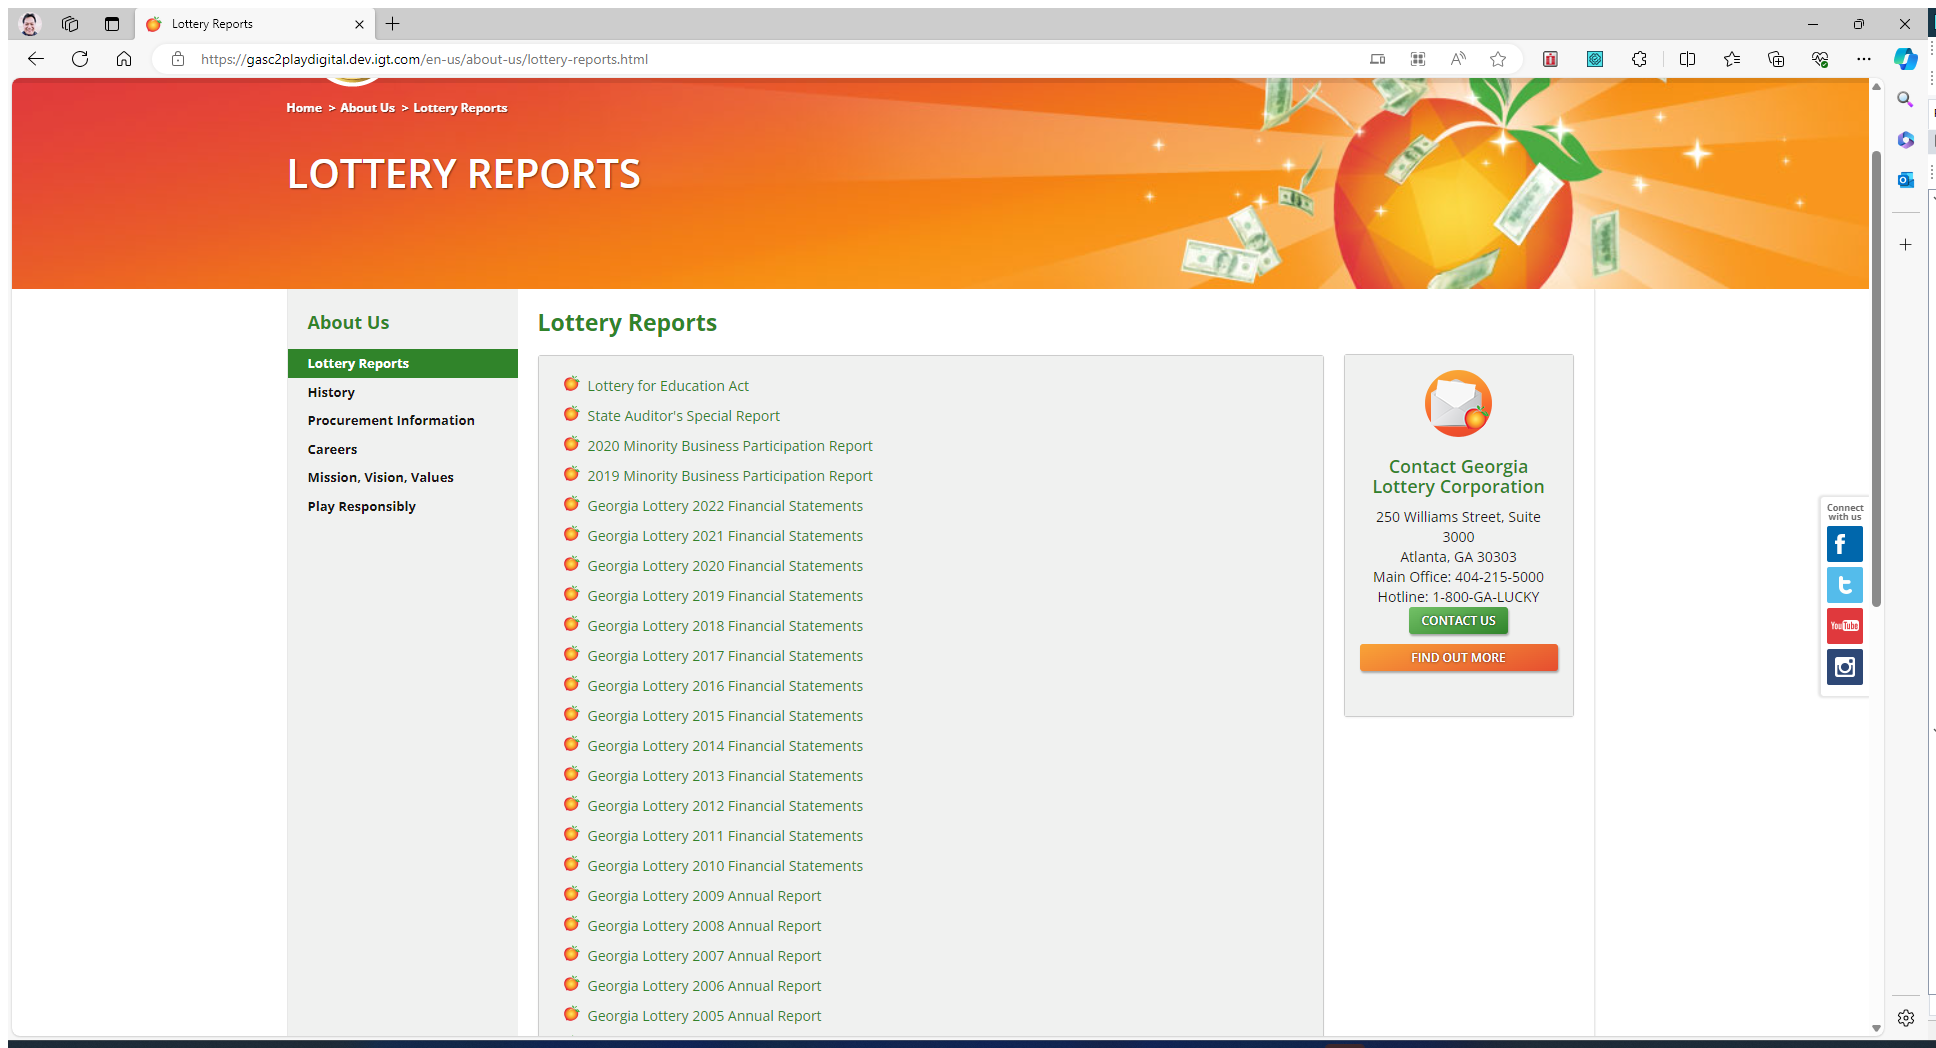 Lottery Reports
https://gasc2playdigital.dev.igt.com/en-us/about-us/lottery-reports.html
Home > About Us > Lottery Reports
LOTTERY REPORTS
About Us
Lottery Reports
History
Procurement Information
Careers
Mission, Vision, Values
Play Responsibly
Lottery Reports
Lottery for Education Act
State Auditor's Special Report
2020 Minority Business Participation Report
2019 Minority Business Participation Report
Georgia Lottery 2022 Financial Statements
Georgia Lottery 2021 Financial Statements
Georgia Lottery 2020 Financial Statements
Georgia Lottery 2019 Financial Statements
Georgia Lottery 2018 Financial Statements
Georgia Lottery 2017 Financial Statements
Georgia Lottery 2016 Financial Statements
Georgia Lottery 2015 Financial Statements
Georgia Lottery 2014 Financial Statements
Georgia Lottery 2013 Financial Statements
Georgia Lottery 2012 Financial Statements
Georgia Lottery 2011 Financial Statements
Georgia Lottery 2010 Financial Statements
Georgia Lottery 2009 Annual Report
Georgia Lottery 2008 Annual Report
Georgia Lottery 2007 Annual Report
Georgia Lottery 2006 Annual Report
Georgia Lottery 2005 Annual Report
Contact Georgia
Lottery Corporation
250 Williams Street, Suite
3000
Atlanta, GA 30303
Main Office: 404-215-5000
Hotline: 1-800-GA-LUCKY
CONTACT US
FIND OUT MORE
Connect
with us
YouTube